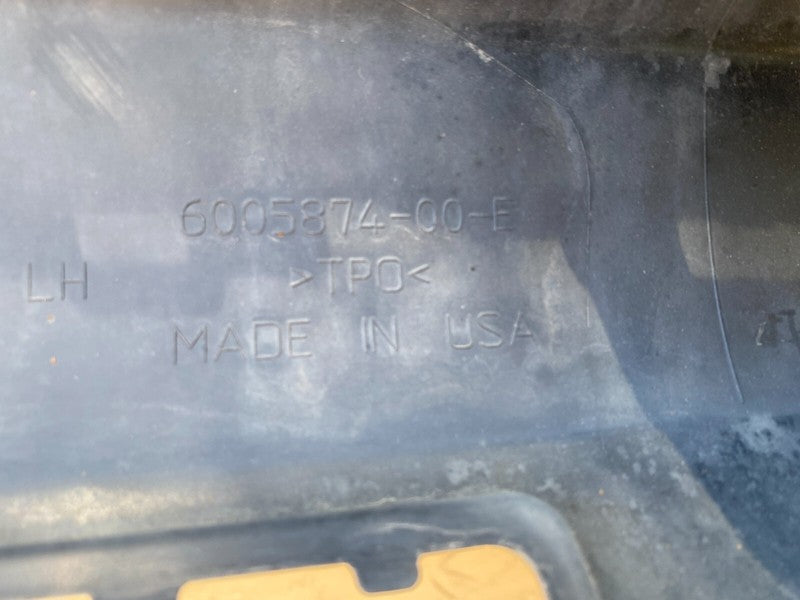 6005874-00-E
LH >TPO<
MADE IN USA